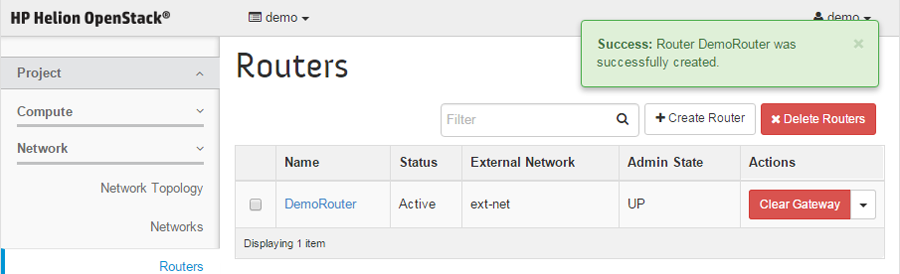 HP Helion OpenStack®
demo
demo
Success: Router DemoRouter was
successfully created.
×
Project
Compute
Network
Network Topology
Networks
Routers
Routers
Filter
+ Create Router
× Delete Routers
Name Status External Network Admin State Actions
DemoRouter Active ext-net UP Clear Gateway
Displaying 1 item